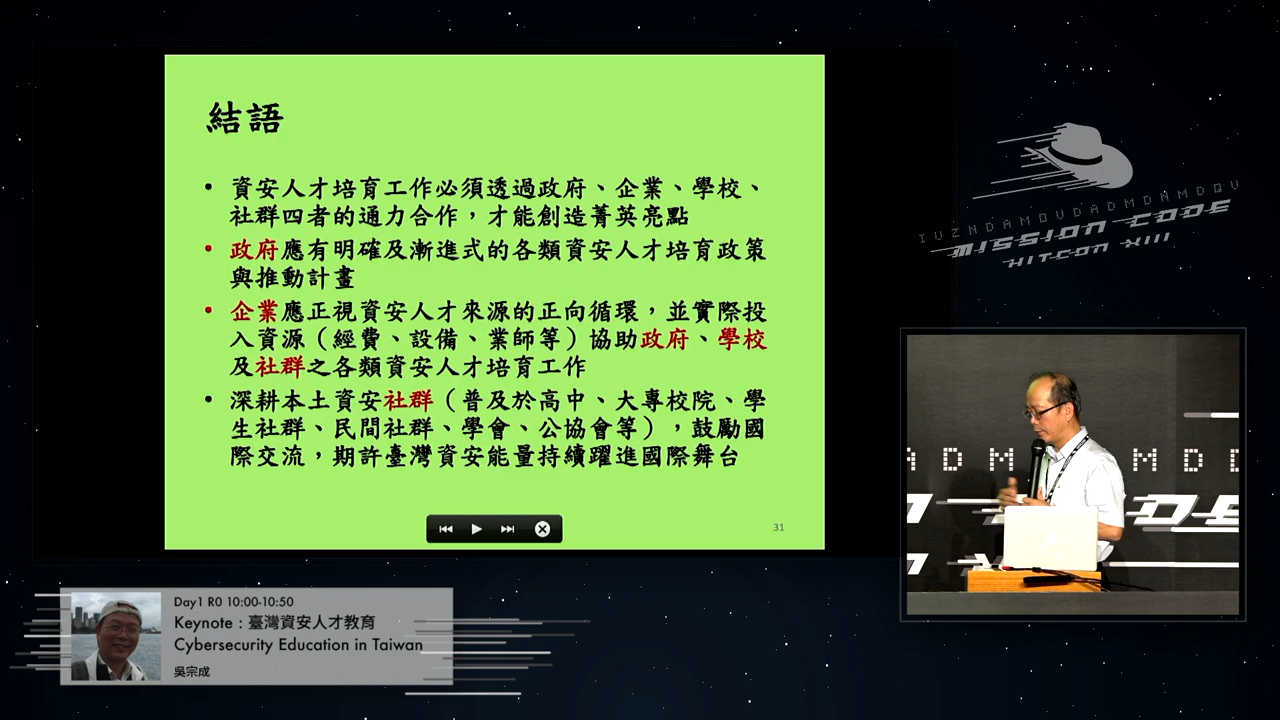 結語
• 資安人才培育工作必須透過政府、企業、學校、
社群四者的通力合作，才能創造菁英亮點
• 政府應有明確及漸進式的各類資安人才培育政策
與推動計畫
• 企業應正視資安人才來源的正向循環，並實際投
入資源（經費、設備、業師等）協助政府、學校
及社群之各類資安人才培育工作
• 深耕本土資安社群（普及於高中、大專校院、學
生社群、民間社群、學會、公協會等），鼓勵國
際交流，期許臺灣資安能量持續躍進國際舞台
31
IVZNDAMOVDADMDAMDQV
MISSION CODE
HITCON XIII
ADM
MDD
Day1 R0 10:00-10:50
Keynote：臺灣資安人才教育
Cybersecurity Education in Taiwan
吳宗成